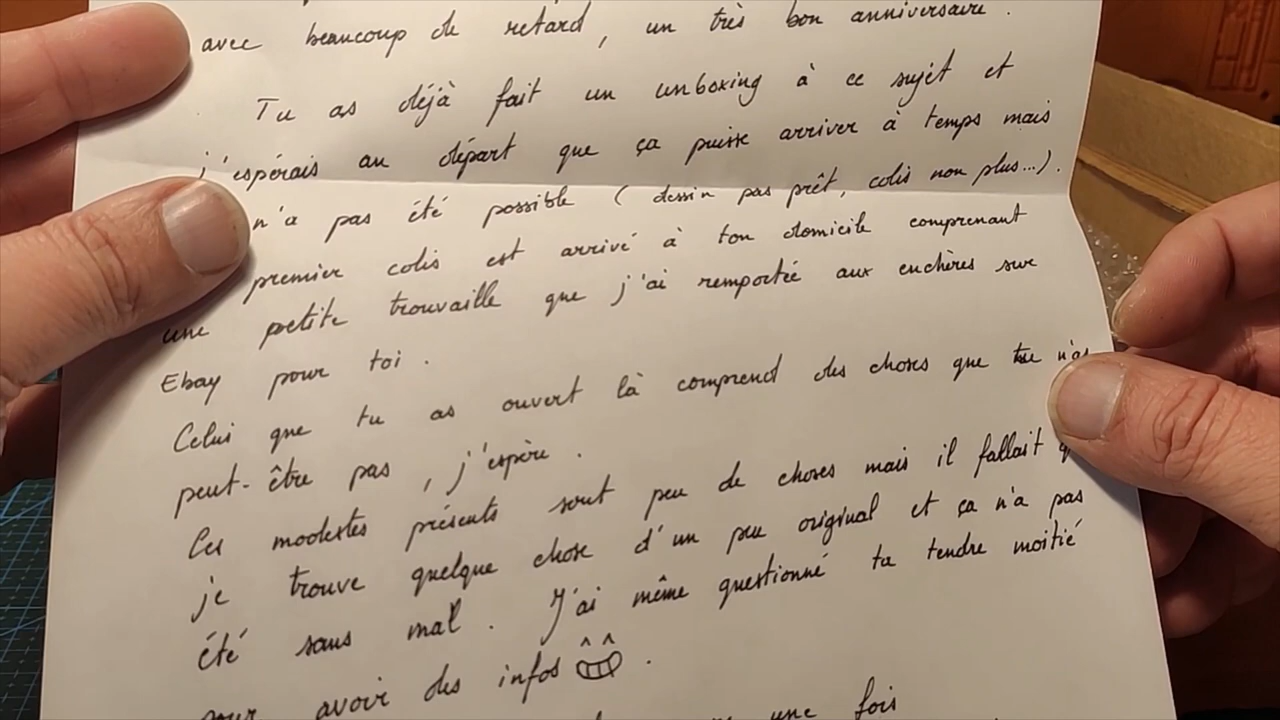 avec beaucoup de retard, un très bon anniversaire.
Tu as déjà fait un unboxing à ce sujet et
j'espérais au départ que ça puisse arriver à temps mais
n'a pas été possible (dessin pas prêt, colis non plus...).
premier colis est arrivé à ton domicile comprenant
une petite trouvaille que j'ai remportée aux enchères sur
Ebay pour toi.
Celui que tu as ouvert là comprend des choses que tu n'as
peut-être pas, j'espère.
Ces modestes présents sont peu de choses mais il fallait
je trouve quelque chose d'un peu original et ça n'a pas
été sans mal. J'ai même questionné ta tendre moitié
pour avoir des infos.
une fois